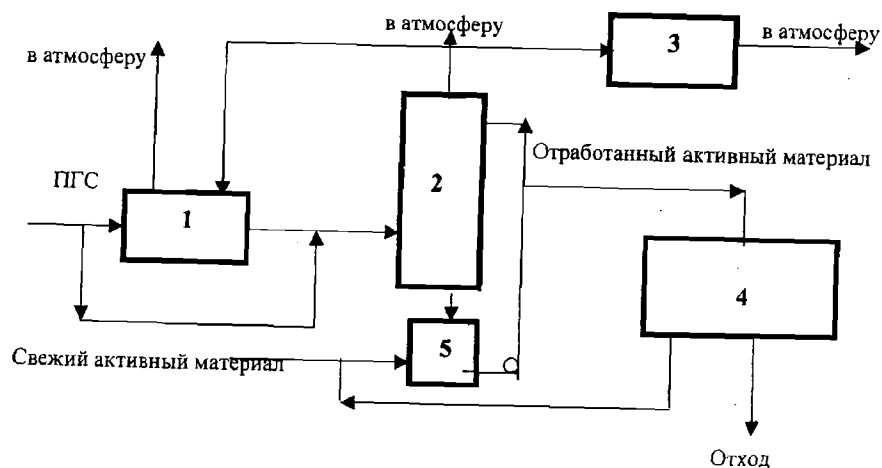 в атмосферу
3
в атмосферу
в атмосферу
ПГС
1
2
Отработанный активный материал
4
Свежий активный материал
5
Отход